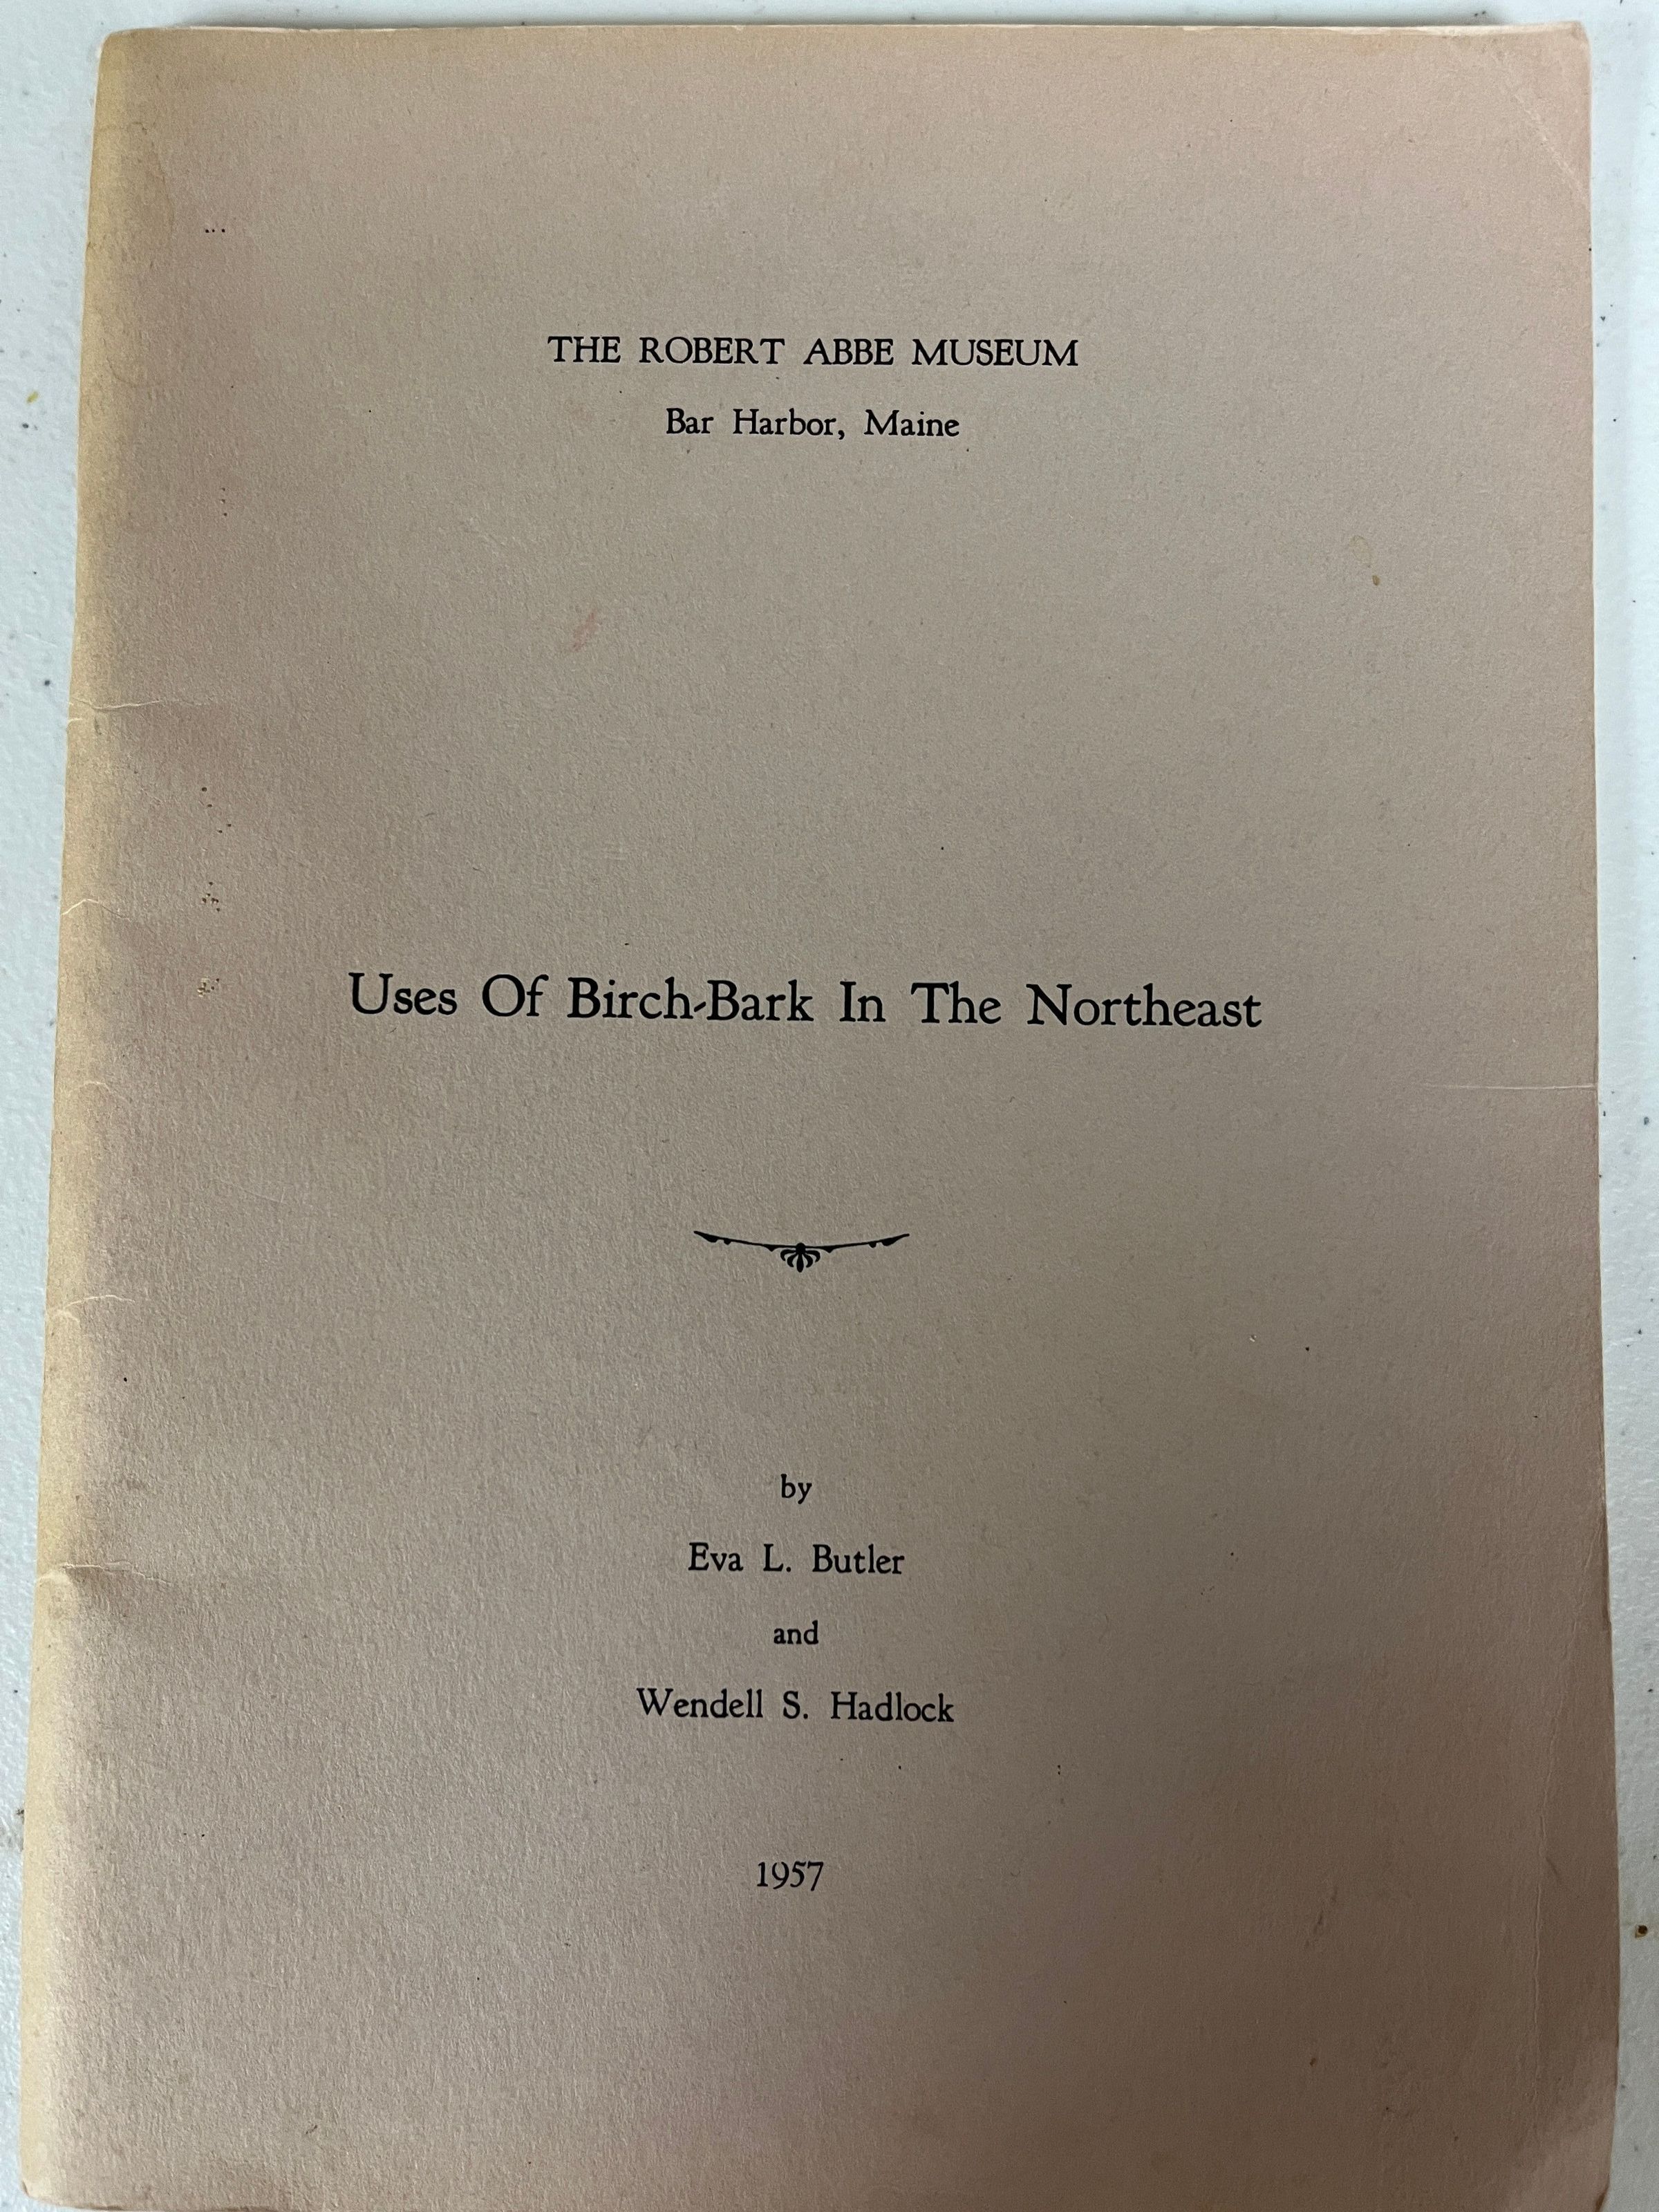 THE ROBERT ABBE MUSEUM
Bar Harbor, Maine
Uses Of Birch-Bark In The Northeast
by
Eva L. Butler
and
Wendell S. Hadlock
1957